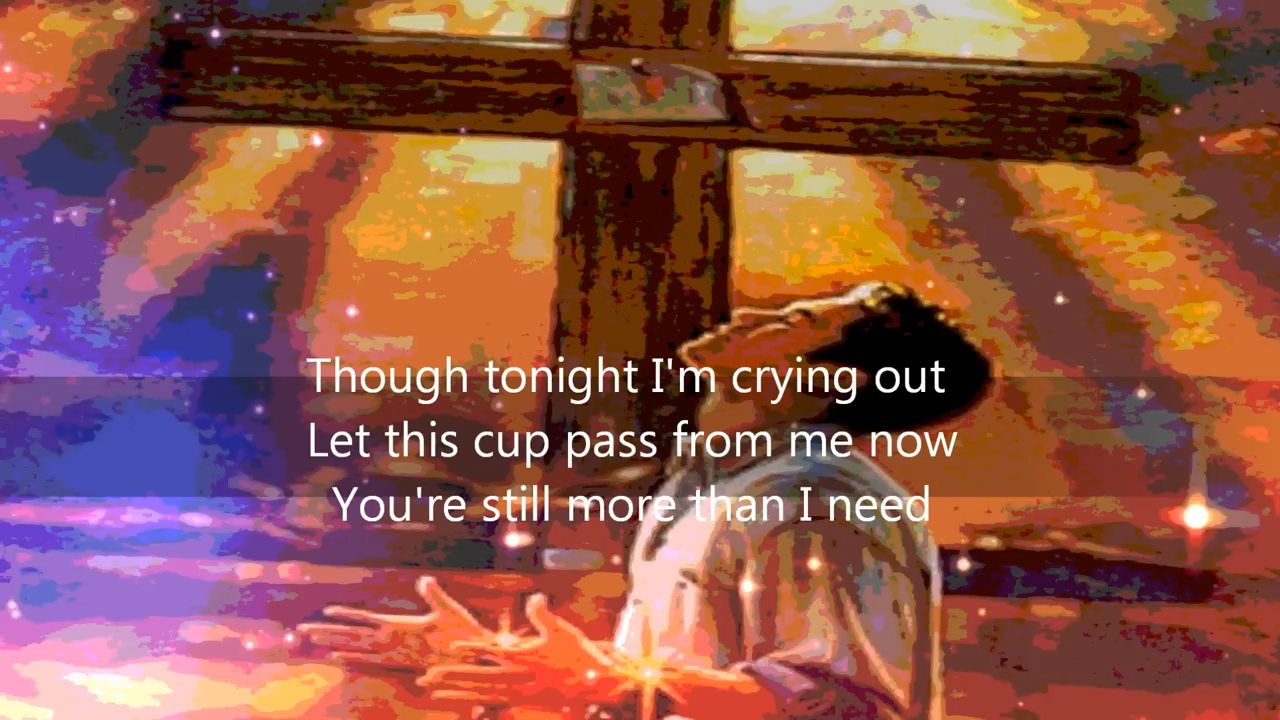 Though tonight I'm crying out
Let this cup pass from me now
You're still more than I need